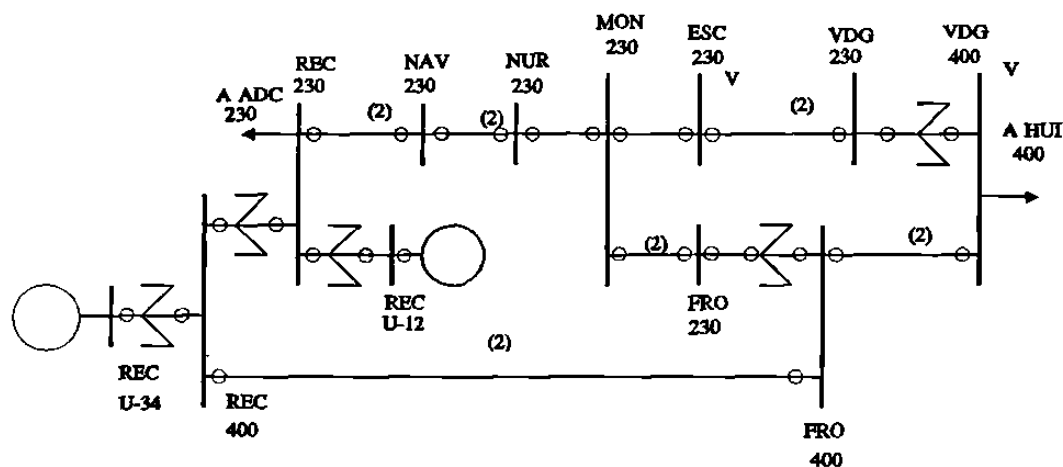 MON
230
ESC
230
V
VDG
230
VDG
400
V
REC
230
NAV
230
NUR
230
A ADC
230
(2)
(2)
(2)
A HUI
400
(2)
(2)
REC
U-12
FRO
230
(2)
REC
U-34
REC
400
FRO
400